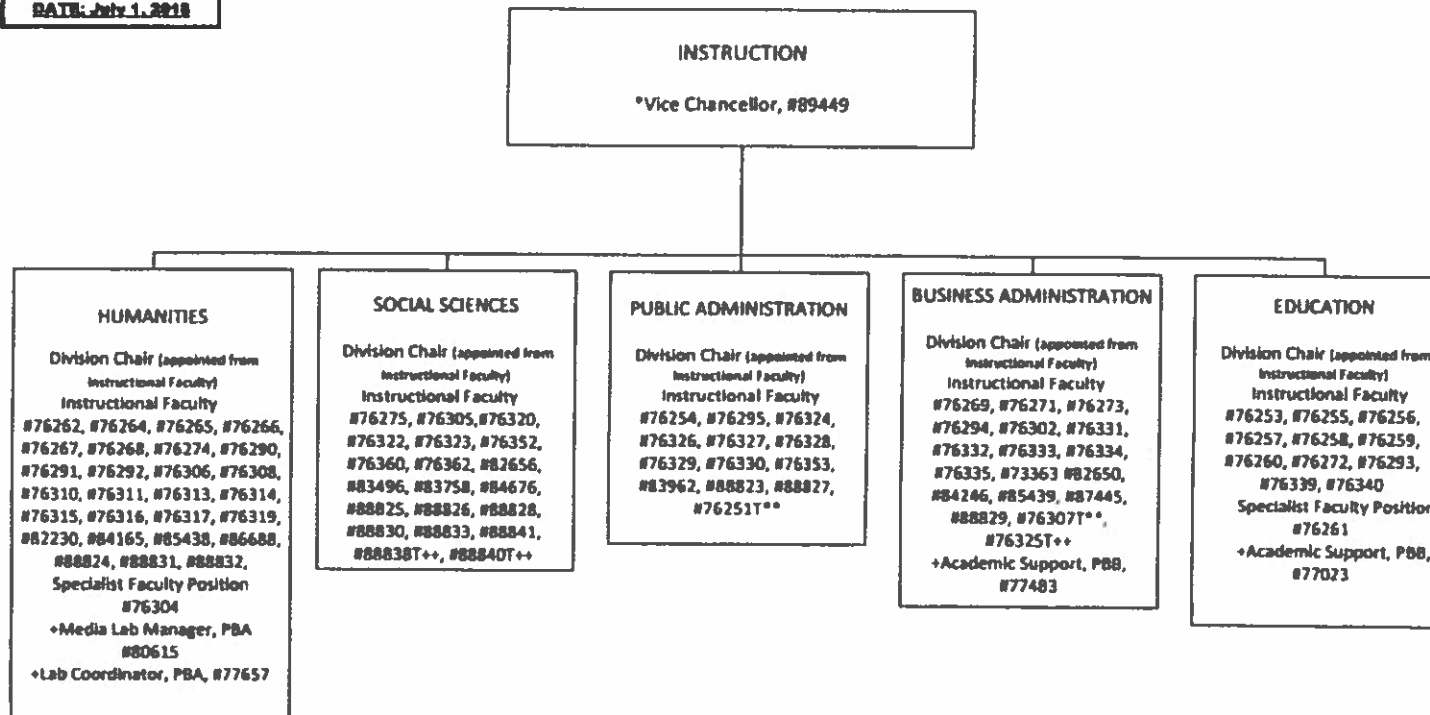 DATE: July 1, 2018
INSTRUCTION
*Vice Chancellor, #89449
HUMANITIES
Division Chair (appointed from
Instructional Faculty)
Instructional Faculty
#76262, #76264, #76265, #76266,
#76267, #76268, #76274, #76290,
#76291, #76292, #76306, #76308,
#76310, #76311, #76313, #76314,
#76315, #76316, #76317, #76319,
#82230, #84165, #85438, #86688,
#88824, #88831, #88832,
Specialist Faculty Position
#76304
+Media Lab Manager, PBA
#80615
+Lab Coordinator, PBA, #77657
SOCIAL SCIENCES
Division Chair (appointed from
Instructional Faculty)
Instructional Faculty
#76275, #76305,#76320,
#76322, #76323, #76352,
#76360, #76362, #82656,
#83496, #83758, #84676,
#88825, #88826, #88828,
#88830, #88833, #88841,
#88838T++, #88840T++
PUBLIC ADMINISTRATION
Division Chair (appointed from
Instructional Faculty)
Instructional Faculty
#76254, #76295, #76324,
#76326, #76327, #76328,
#76329, #76330, #76353,
#83962, #88823, #88827,
#76251T**
BUSINESS ADMINISTRATION
Division Chair (appointed from
Instructional Faculty)
Instructional Faculty
#76269, #76271, #76273,
#76294, #76302, #76331,
#76332, #76333, #76334,
#76335, #73363 #82650,
#84246, #85439, #87445,
#88829, #76307T**,
#76325T++
+Academic Support, PBB,
#77483
EDUCATION
Division Chair (appointed from
Instructional Faculty)
Instructional Faculty
#76253, #76255, #76256,
#76257, #76258, #76259,
#76260, #76272, #76293,
#76339, #76340
Specialist Faculty Position
#76261
+Academic Support, PBB,
#77023